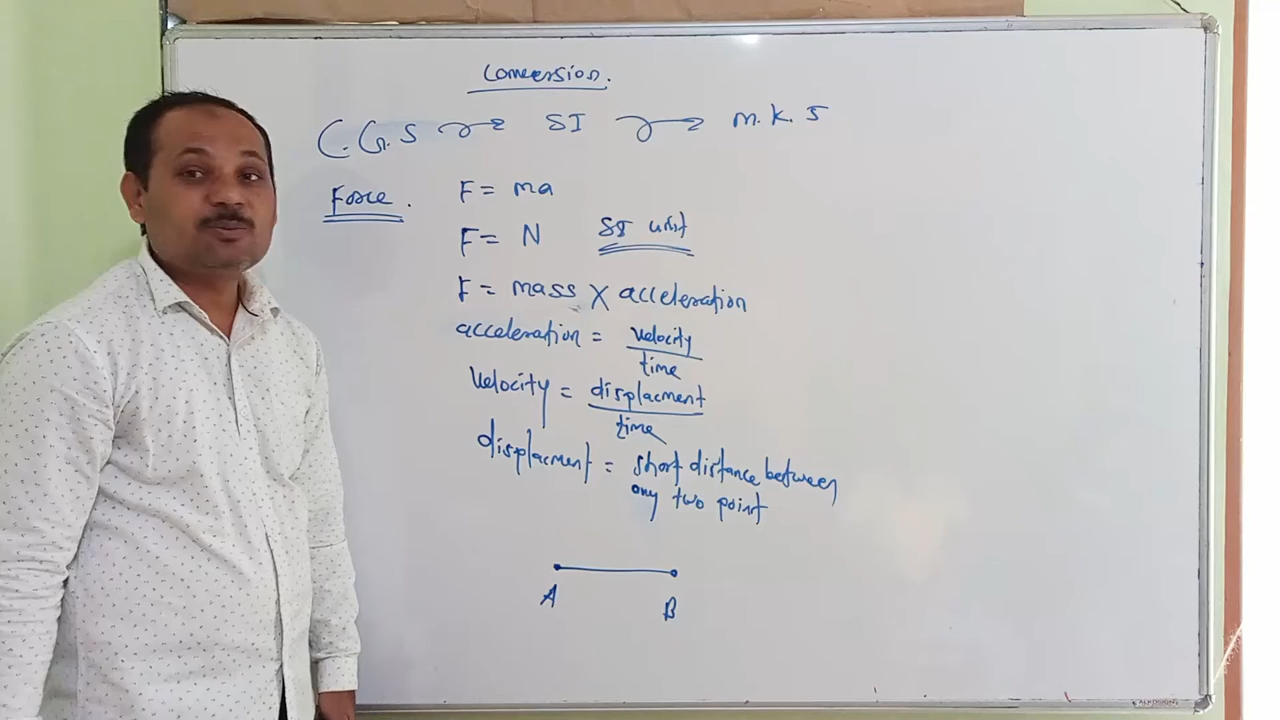 Conversion.
C.G.S → SI → M.K.S
Force. F = ma
F = N SI unit
F = mass X acceleration
acceleration = velocity / time
velocity = displacment / time
displacment = short distance between
any two point
A B